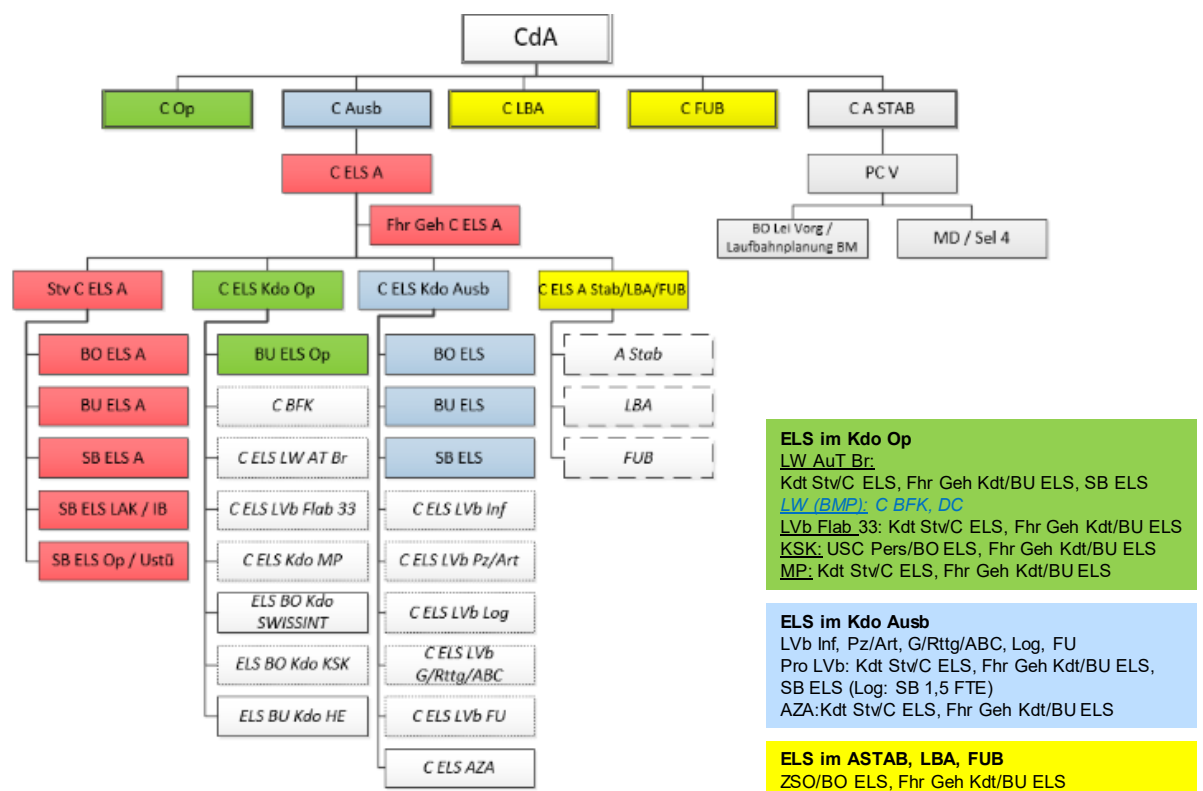 CdA
C Op
C Ausb
C LBA
C FUB
C A STAB
C ELS A
PC V
Fhr Geh C ELS A
BO Lei Vorg /
Laufbahnplanung BM
MD / Sel 4
Stv C ELS A
C ELS Kdo Op
C ELS Kdo Ausb
C ELS A Stab/LBA/FUB
BO ELS A
BU ELS A
SB ELS A
SB ELS LAK / IB
SB ELS Op / Ustü
BU ELS Op
C BFK
C ELS LW AT Br
C ELS LVb Flab 33
C ELS Kdo MP
ELS BO Kdo
SWISSINT
ELS BO Kdo KSK
ELS BU Kdo HE
BO ELS
BU ELS
SB ELS
C ELS LVb Inf
C ELS LVb Pz/Art
C ELS LVb Log
C ELS LVb
G/Rttg/ABC
C ELS LVb FU
C ELS AZA
A Stab
LBA
FUB
ELS im Kdo Op
LW AuT Br:
Kdt Stv/C ELS, Fhr Geh Kdt/BU ELS, SB ELS
LW (BMP): C BFK, DC
LVb Flab 33: Kdt Stv/C ELS, Fhr Geh Kdt/BU ELS
KSK: USC Pers/BO ELS, Fhr Geh Kdt/BU ELS
MP: Kdt Stv/C ELS, Fhr Geh Kdt/BU ELS
ELS im Kdo Ausb
LVb Inf, Pz/Art, G/Rttg/ABC, Log, FU
Pro LVb: Kdt Stv/C ELS, Fhr Geh Kdt/BU ELS,
SB ELS (Log: SB 1,5 FTE)
AZA:Kdt Stv/C ELS, Fhr Geh Kdt/BU ELS
ELS im ASTAB, LBA, FUB
ZSO/BO ELS, Fhr Geh Kdt/BU ELS